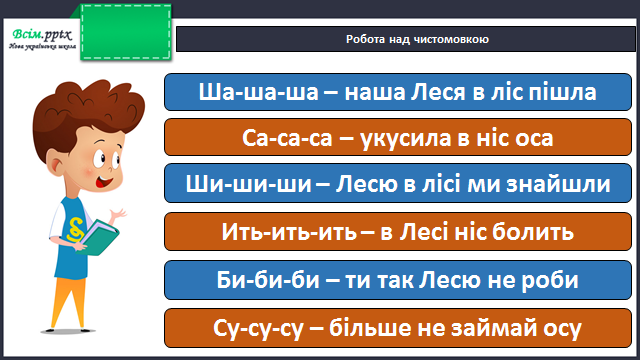 Всім.pptx
Нова українська школа
Робота над чистомовкою
Ша-ша-ша – наша Леся в ліс пішла
Са-са-са – укусила в ніс оса
Ши-ши-ши – Лесю в лісі ми знайшли
Ить-ить-ить – в Лесі ніс болить
Би-би-би – ти так Лесю не роби
Су-су-су – більше не займай осу